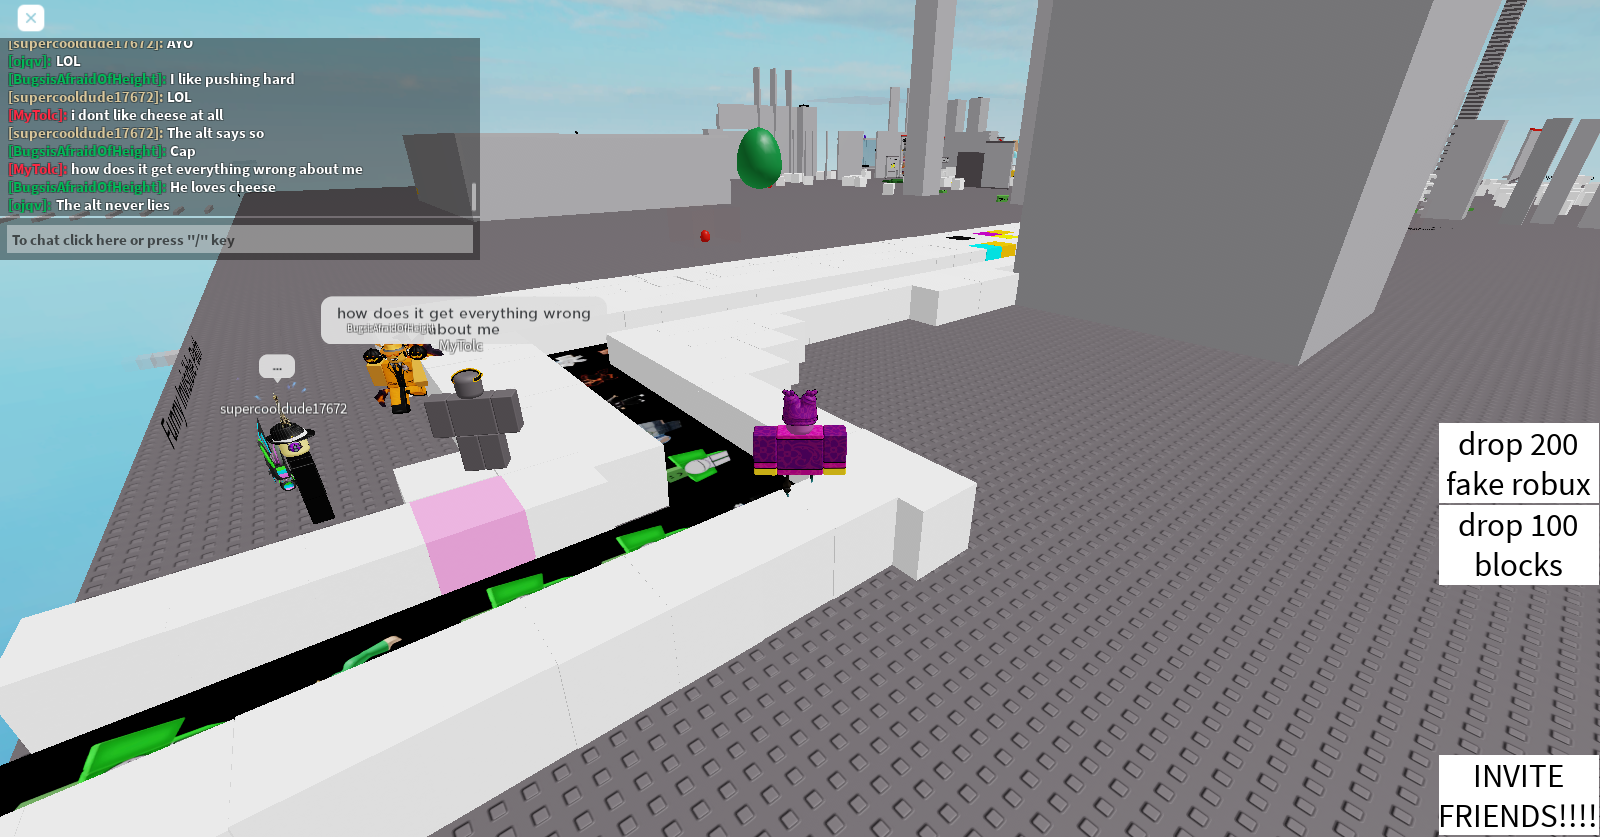 [supercooldude17672]: AYO
[ojqv]: LOL
[BugsisAfraidOfHeight]: I like pushing hard
[supercooldude17672]: LOL
[MyTolc]: i dont like cheese at all
[supercooldude17672]: The alt says so
[BugsisAfraidOfHeight]: Cap
[MyTolc]: how does it get everything wrong about me
[BugsisAfraidOfHeight]: He loves cheese
[ojqv]: The alt never lies
To chat click here or press "/" key
how does it get everything wrong
about me
BugsisAfraidOfHeight
MyTolc
...
supercooldude17672
drop 200
fake robux
drop 100
blocks
INVITE
FRIENDS!!!!